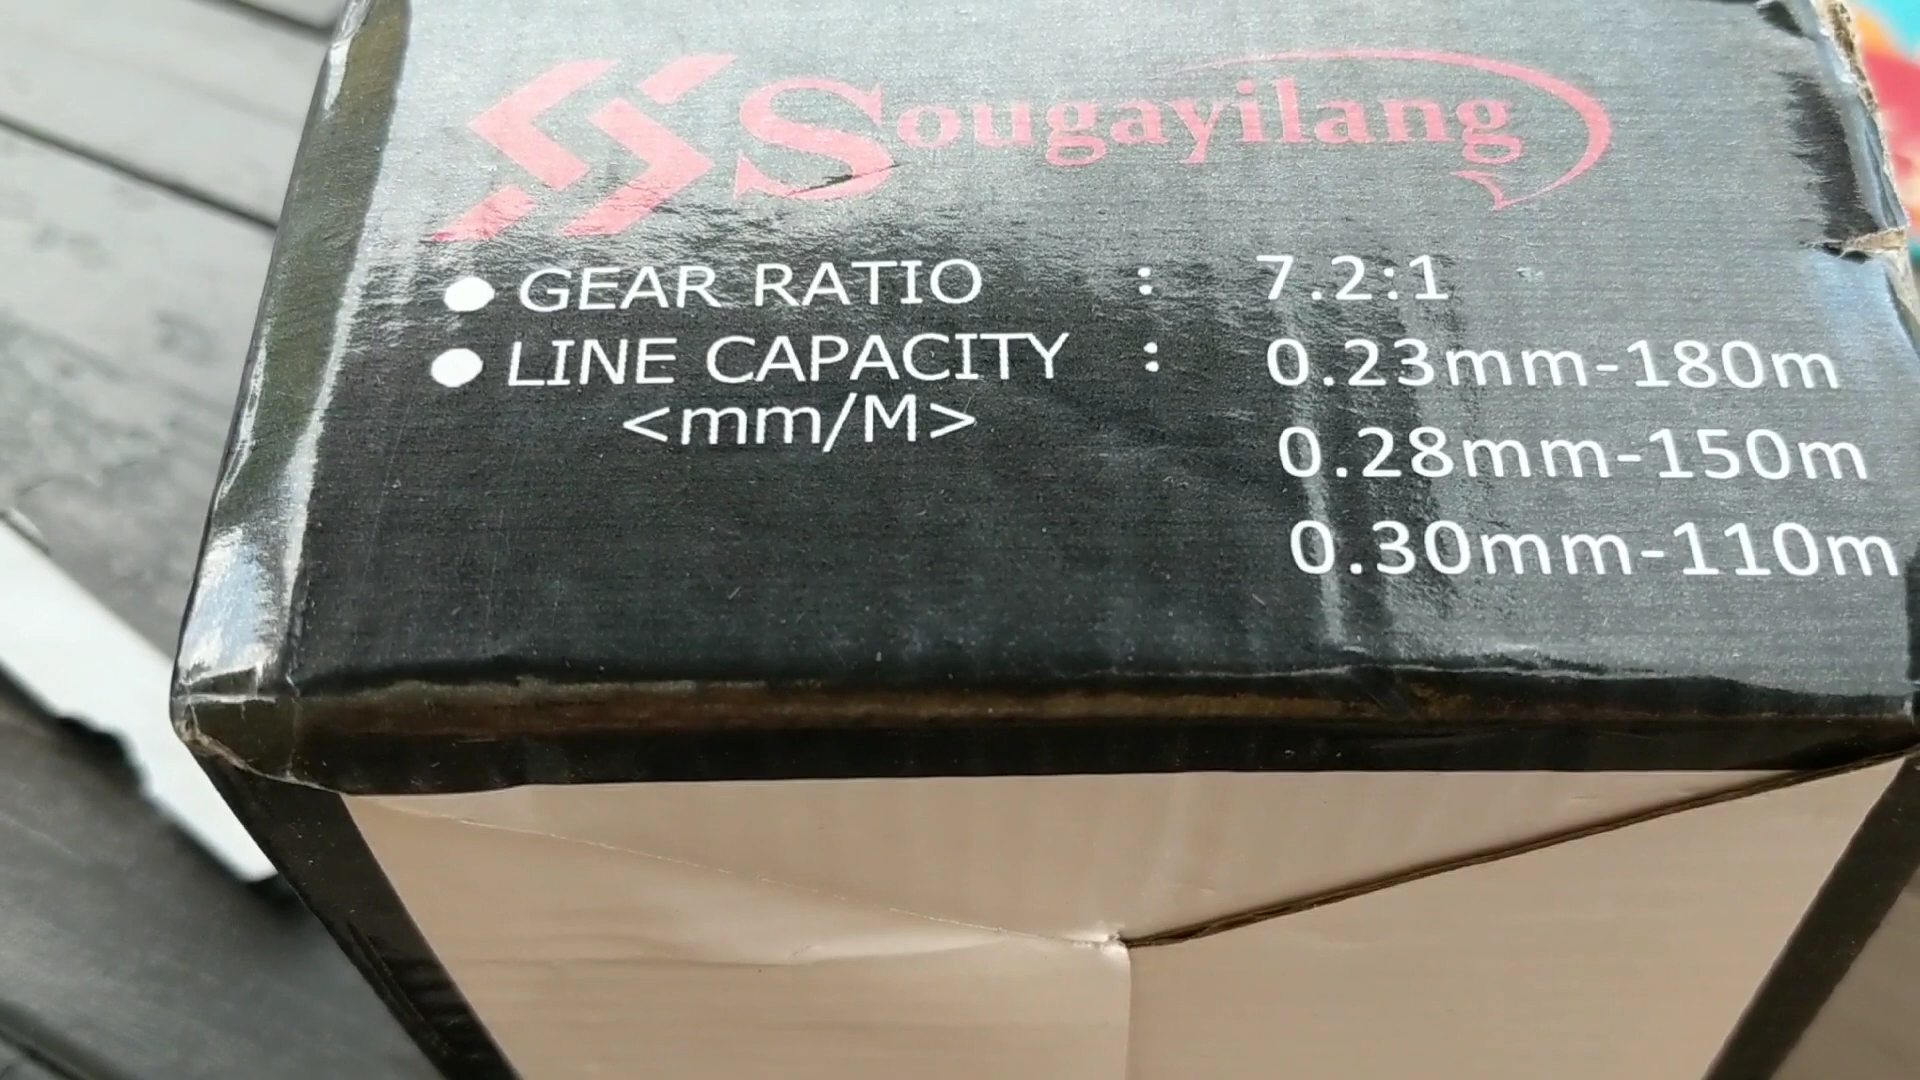 Sougayilang
● GEAR RATIO : 7.2:1
● LINE CAPACITY : 0.23mm-180m
<mm/M>
0.28mm-150m
0.30mm-110m